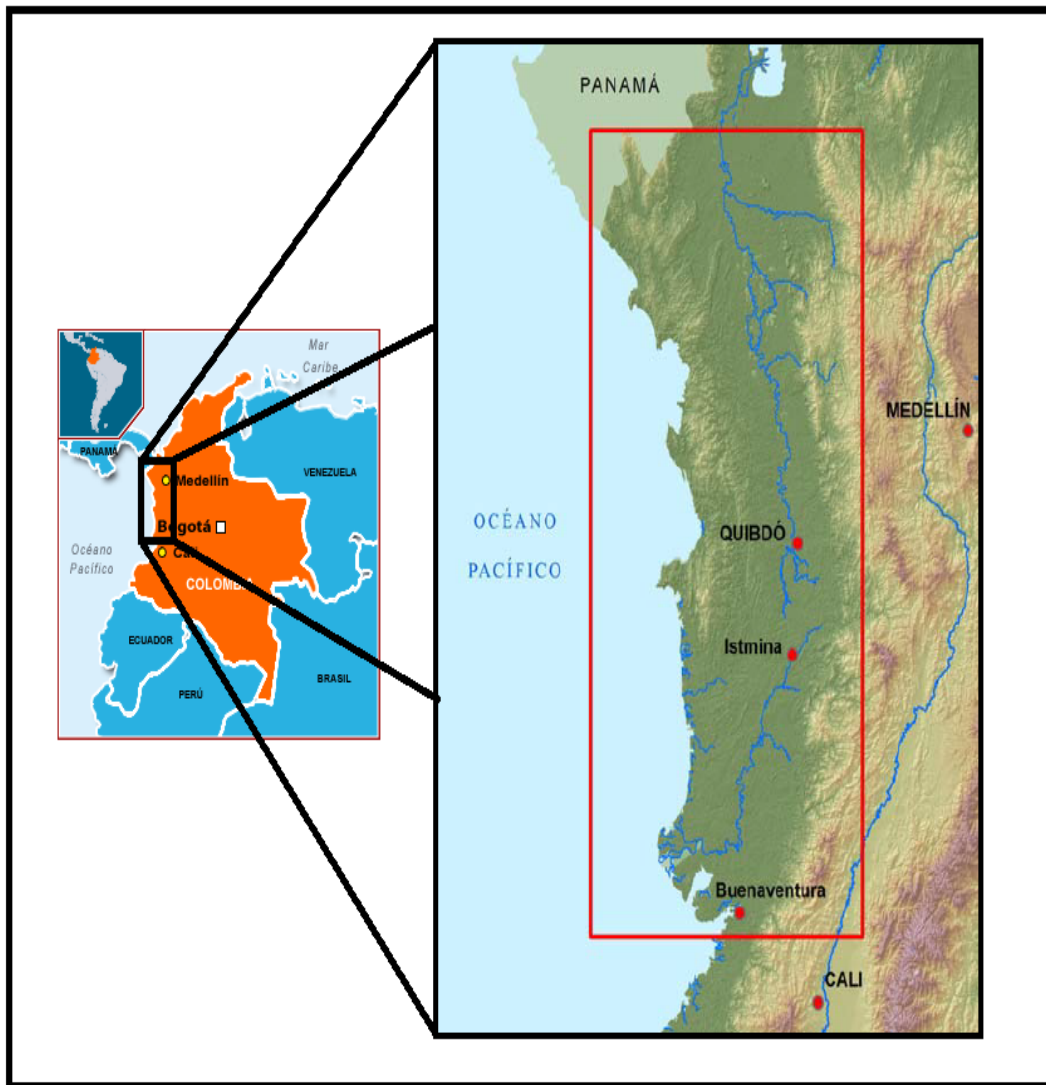 PANAMÁ
MEDELLÍN
OCÉANO
PACÍFICO
QUIBDÓ
Istmina
Buenaventura
CALI
Mar
Caribe
PANAMÁ
VENEZUELA
Medellín
Bogotá
Océano
Pacífico
COLOMBIA
ECUADOR
PERÚ
BRASIL